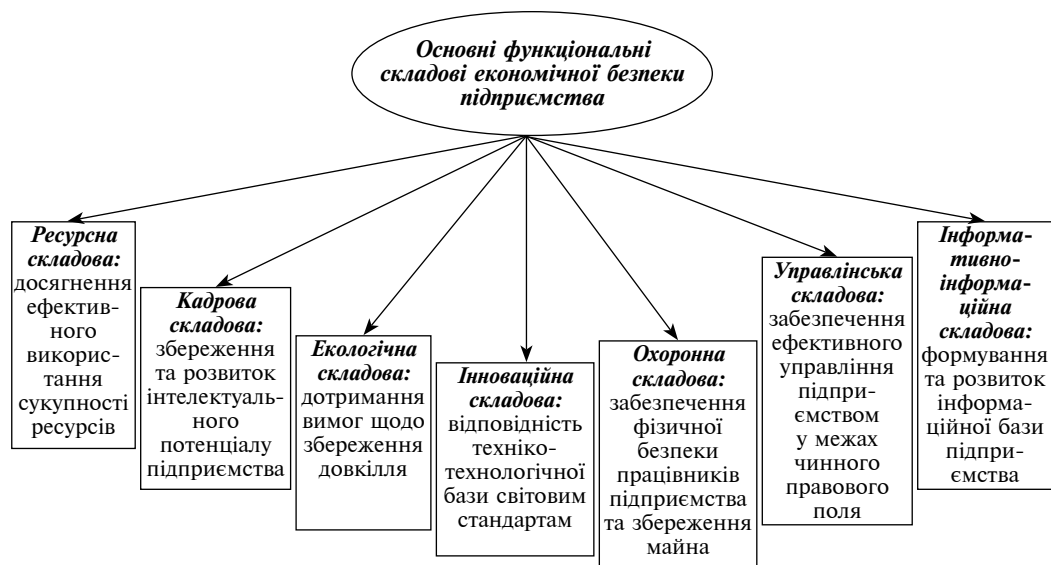 Основні функціональні
складові економічної безпеки
підприємства
Ресурсна
складова:
досягнення
ефектив-
ного
викорис-
тання
сукупності
ресурсів
Кадрова
складова:
збереження
та розвиток
інтелектуаль-
ного
потенціалу
підприємства
Екологічна
складова:
дотримання
вимог щодо
збереження
довкілля
Інноваційна
складова:
відповідність
техніко-
технологічної
бази світовим
стандартам
Охоронна
складова:
забезпечення
фізичної
безпеки
працівників
підприємства
та збереження
майна
Управлінська
складова:
забезпечення
ефективного
управління
підпри-
ємством
у межах
чинного
правового
поля
Інформа-
тивно-
інформа-
ційна
складова:
формування
та розвиток
інформа-
ційної бази
підпри-
ємства